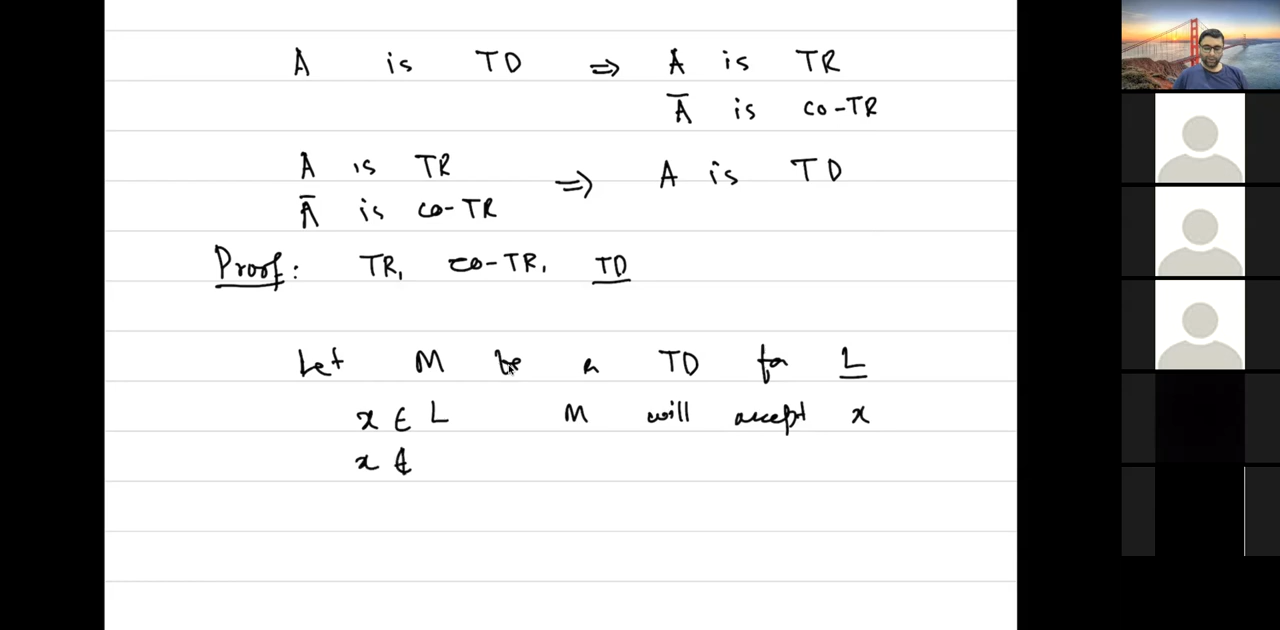 A is TD ⇒ A is TR
Ā is co-TR
A is TR ⇒ A is TD
Ā is co-TR
Proof: TR, co-TR, TD
Let M be a TD for L
x ∈ L M will accept x
x ∉